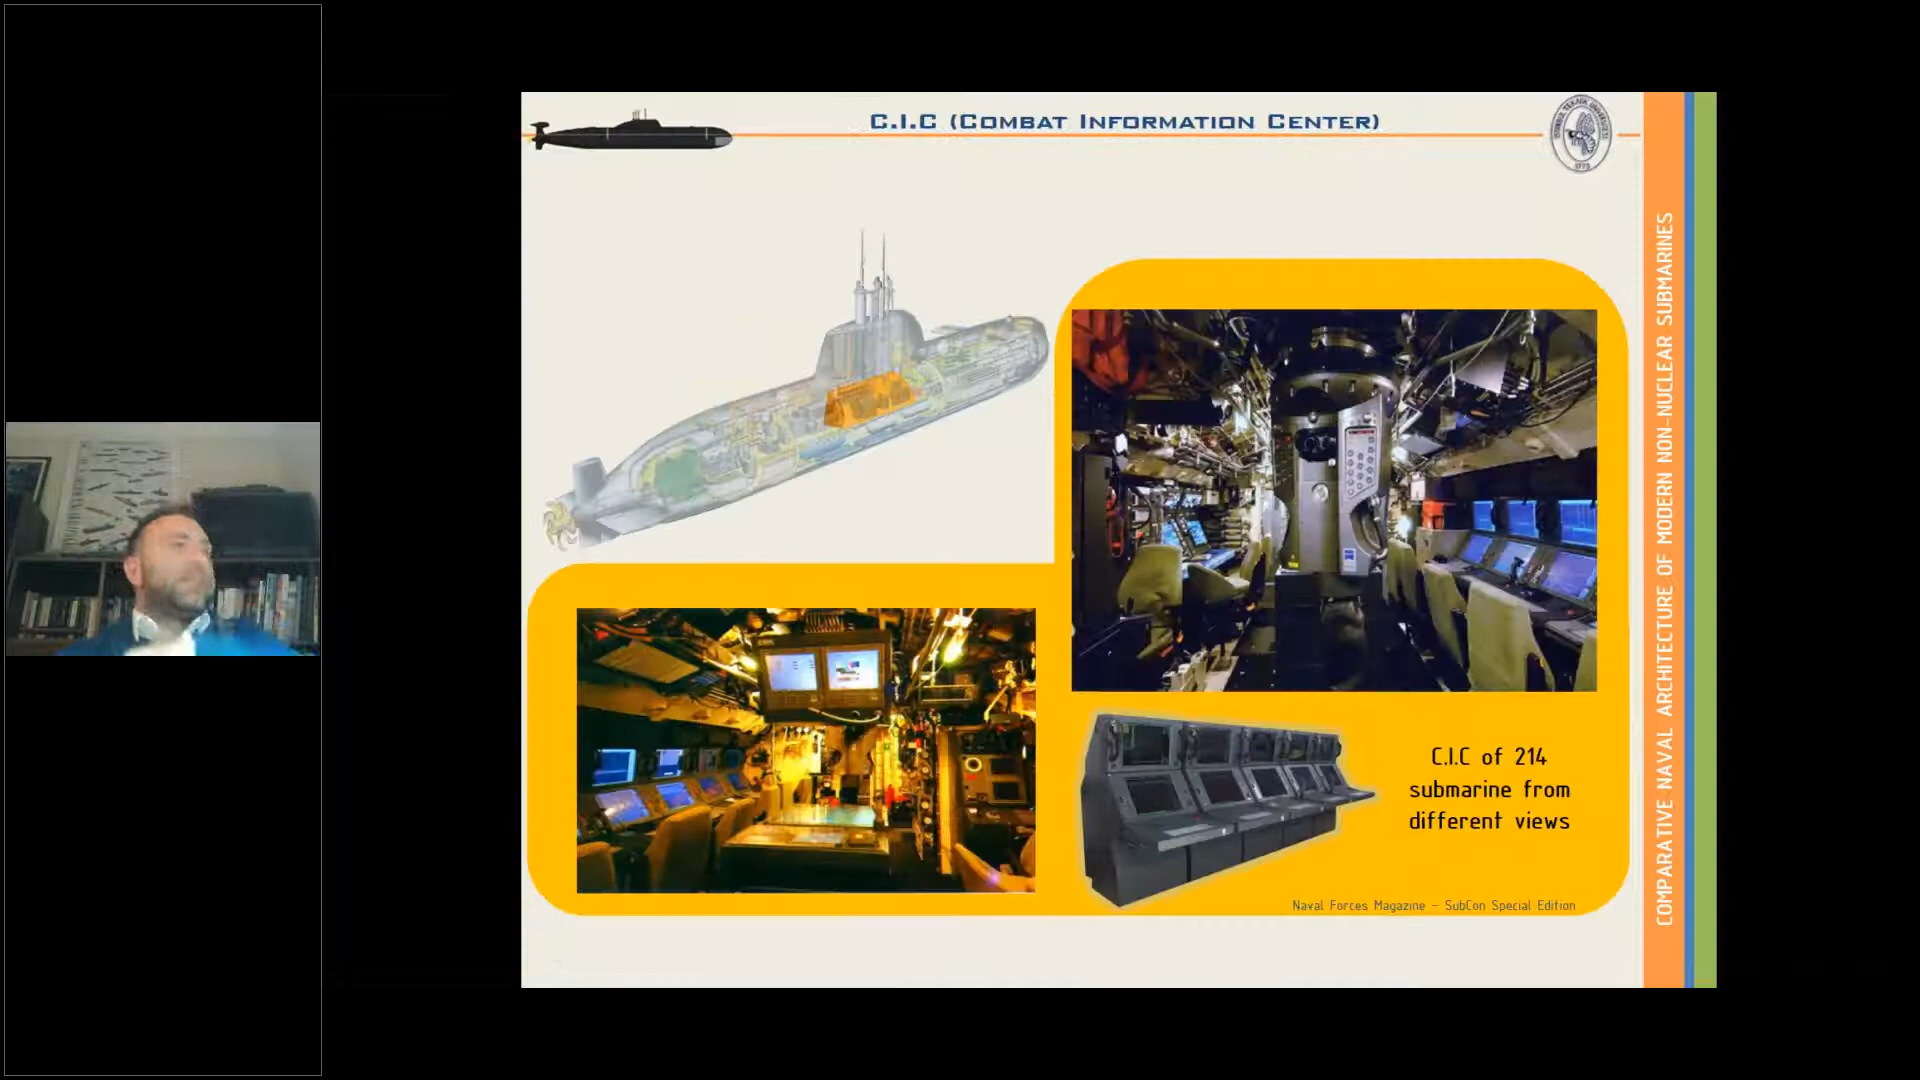 C.I.C (COMBAT INFORMATION CENTER)
1773
C.I.C of 214
submarine from
different views
Naval Forces Magazine - SubCon Special Edition
COMPARATIVE NAVAL ARCHITECTURE OF MODERN NON-NUCLEAR SUBMARINES